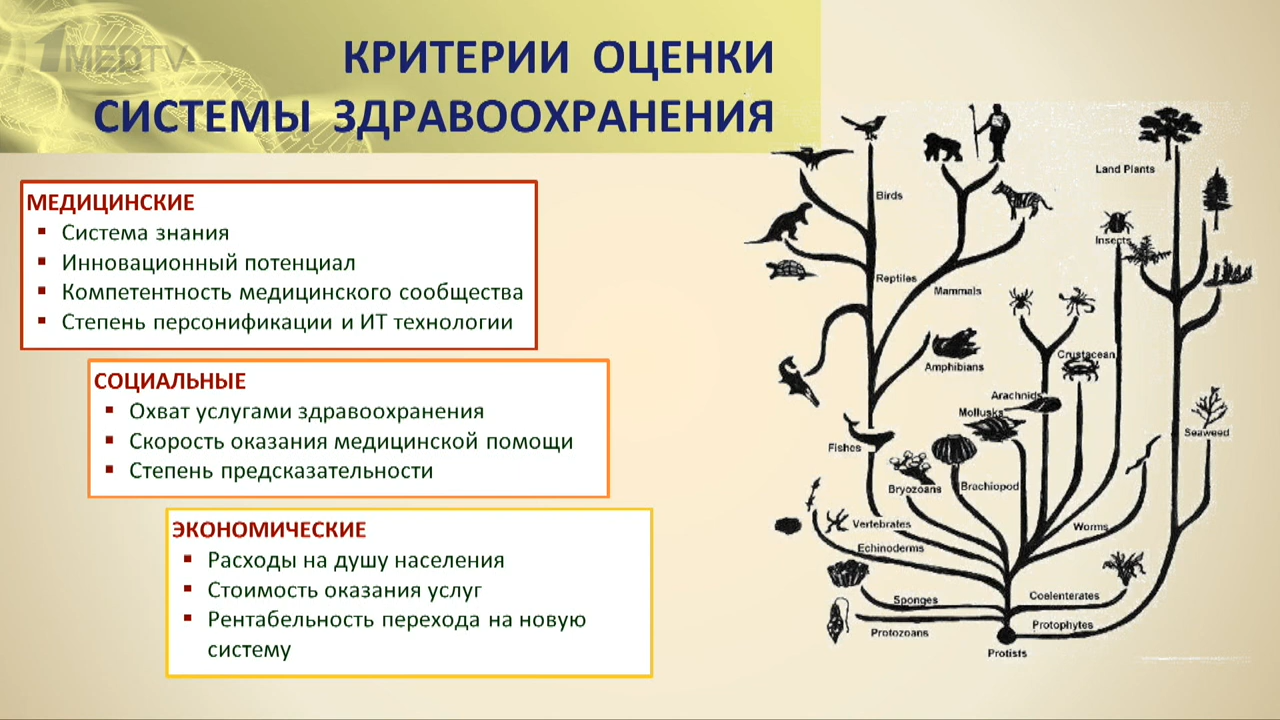 1MEDTV
КРИТЕРИИ ОЦЕНКИ
СИСТЕМЫ ЗДРАВООХРАНЕНИЯ
МЕДИЦИНСКИЕ
▪ Система знания
▪ Инновационный потенциал
▪ Компетентность медицинского сообщества
▪ Степень персонификации и ИТ технологии
СОЦИАЛЬНЫЕ
▪ Охват услугами здравоохранения
▪ Скорость оказания медицинской помощи
▪ Степень предсказательности
ЭКОНОМИЧЕСКИЕ
▪ Расходы на душу населения
▪ Стоимость оказания услуг
▪ Рентабельность перехода на новую
систему
Land Plants
Birds
Insects
Reptiles
Mammals
Crustacean
Amphibians
Arachnids
Mollusks
Seaweed
Fishes
Bryozoans
Brachiopod
Vertebrates
Worms
Echinoderms
Sponges
Coelenterates
Protozoans
Protophytes
Protists